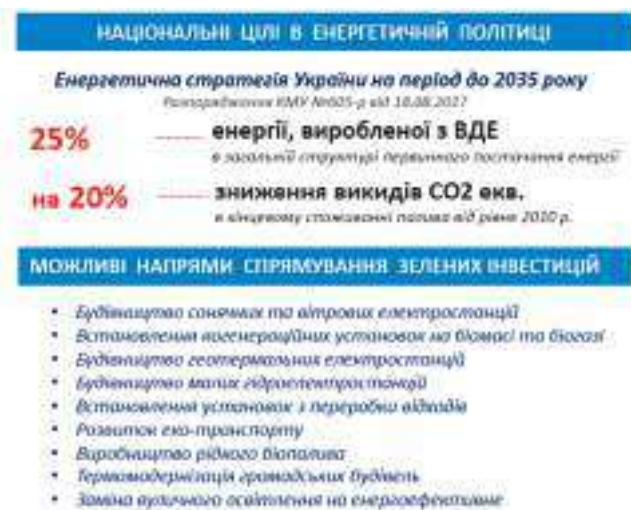 НАЦІОНАЛЬНІ ЦІЛІ В ЕНЕРГЕТИЧНІЙ ПОЛІТИЦІ
Енергетична стратегія України на період до 2035 року
Розпорядження КМУ №605-р від 18.08.2017
25% енергії, виробленої з ВДЕ
в загальній структурі первинного постачання енергії
на 20% зниження викидів СО2 екв.
в кінцевому споживанні палива від рівня 2010 р.
МОЖЛИВІ НАПРЯМИ СПРЯМУВАННЯ ЗЕЛЕНИХ ІНВЕСТИЦІЙ
• Будівництво сонячних та вітрових електростанцій
• Встановлення когенераційних установок на біомасі та біогазі
• Будівництво геотермальних електростанцій
• Будівництво малих гідроелектростанцій
• Встановлення установок з переробки відходів
• Розвиток еко-транспорту
• Виробництво рідкого біопалива
• Термомодернізація громадських будівель
• Заміна вуличного освітлення на енергоефективне